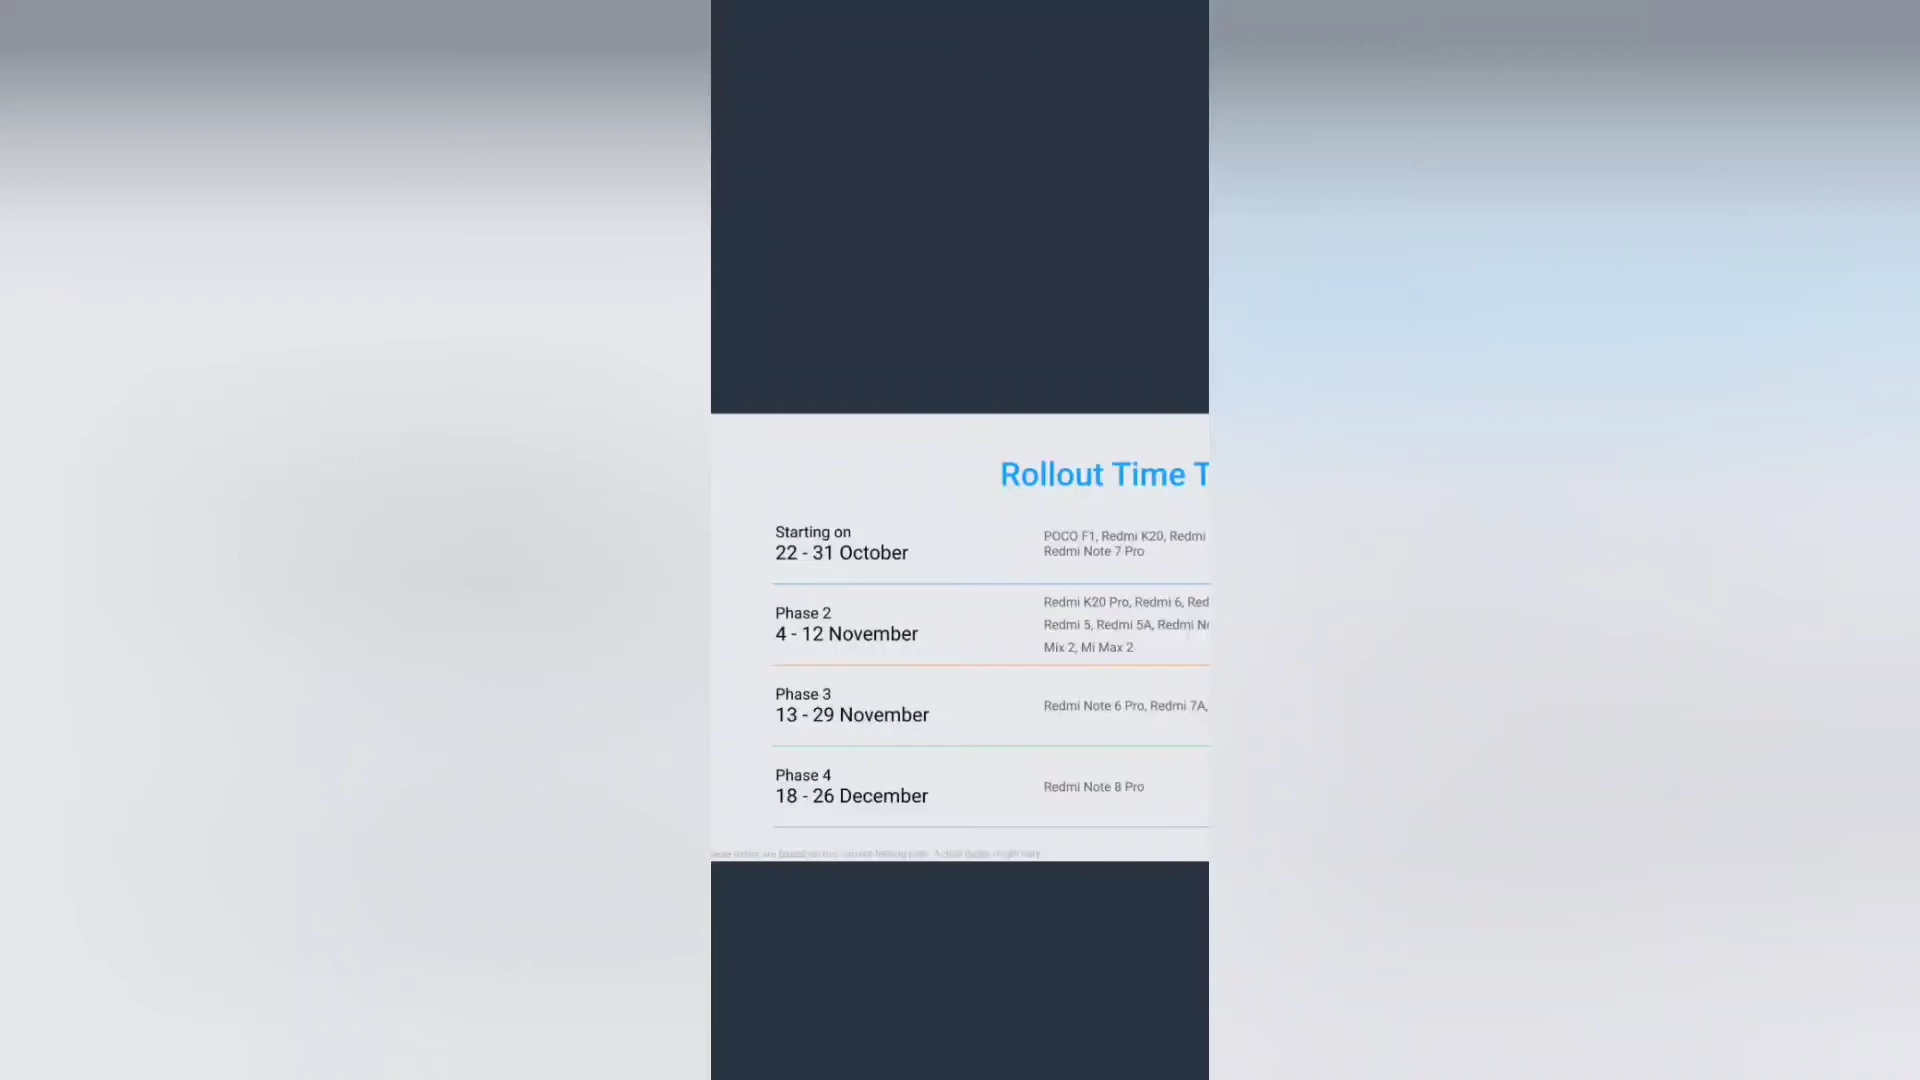 Rollout Time T
Starting on
22 - 31 October
POCO F1, Redmi K20, Redmi
Redmi Note 7 Pro
Phase 2
4 - 12 November
Redmi K20 Pro, Redmi 6, Red
Redmi 5, Redmi 5A, Redmi No
Mix 2, Mi Max 2
Phase 3
13 - 29 November
Redmi Note 6 Pro, Redmi 7A,
Phase 4
18 - 26 December
Redmi Note 8 Pro